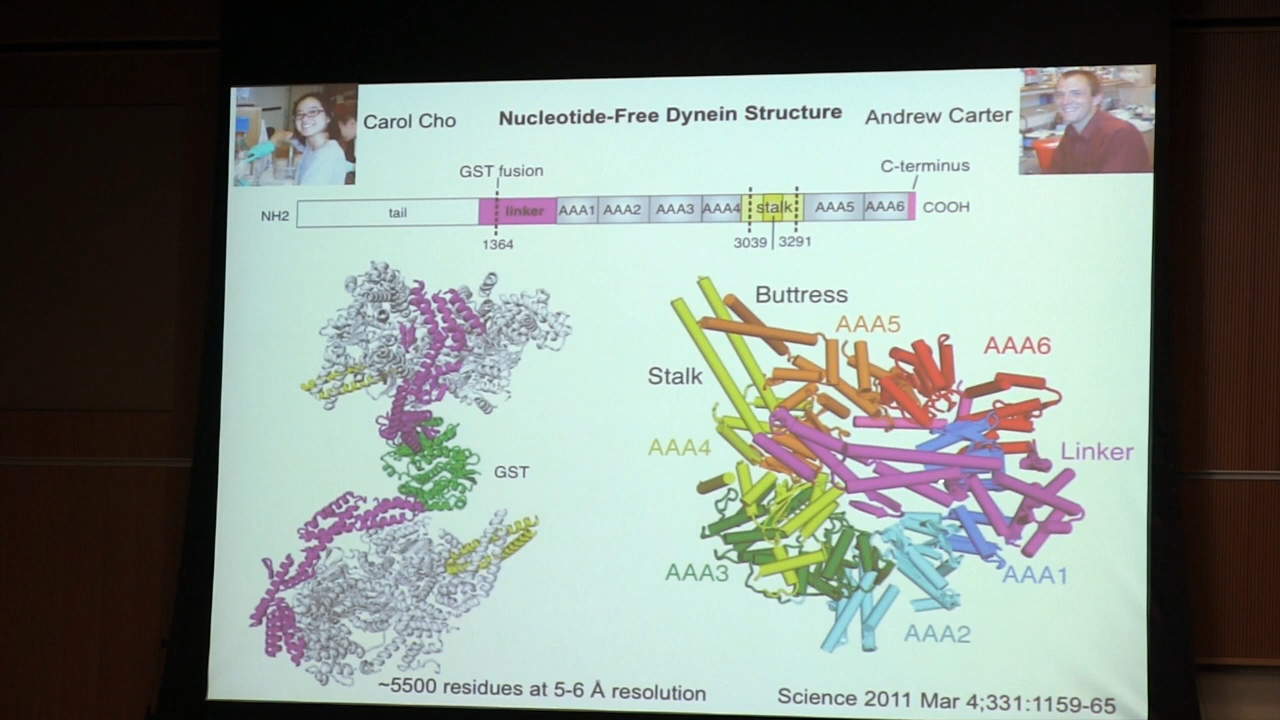 Carol Cho
Nucleotide-Free Dynein Structure
Andrew Carter
GST fusion
C-terminus
NH2
tail
linker
AAA1
AAA2
AAA3
AAA4
stalk
AAA5
AAA6
COOH
1364
3039
3291
Buttress
AAA5
AAA6
Stalk
AAA4
Linker
GST
AAA3
AAA1
AAA2
~5500 residues at 5-6 Å resolution
Science 2011 Mar 4;331:1159-65